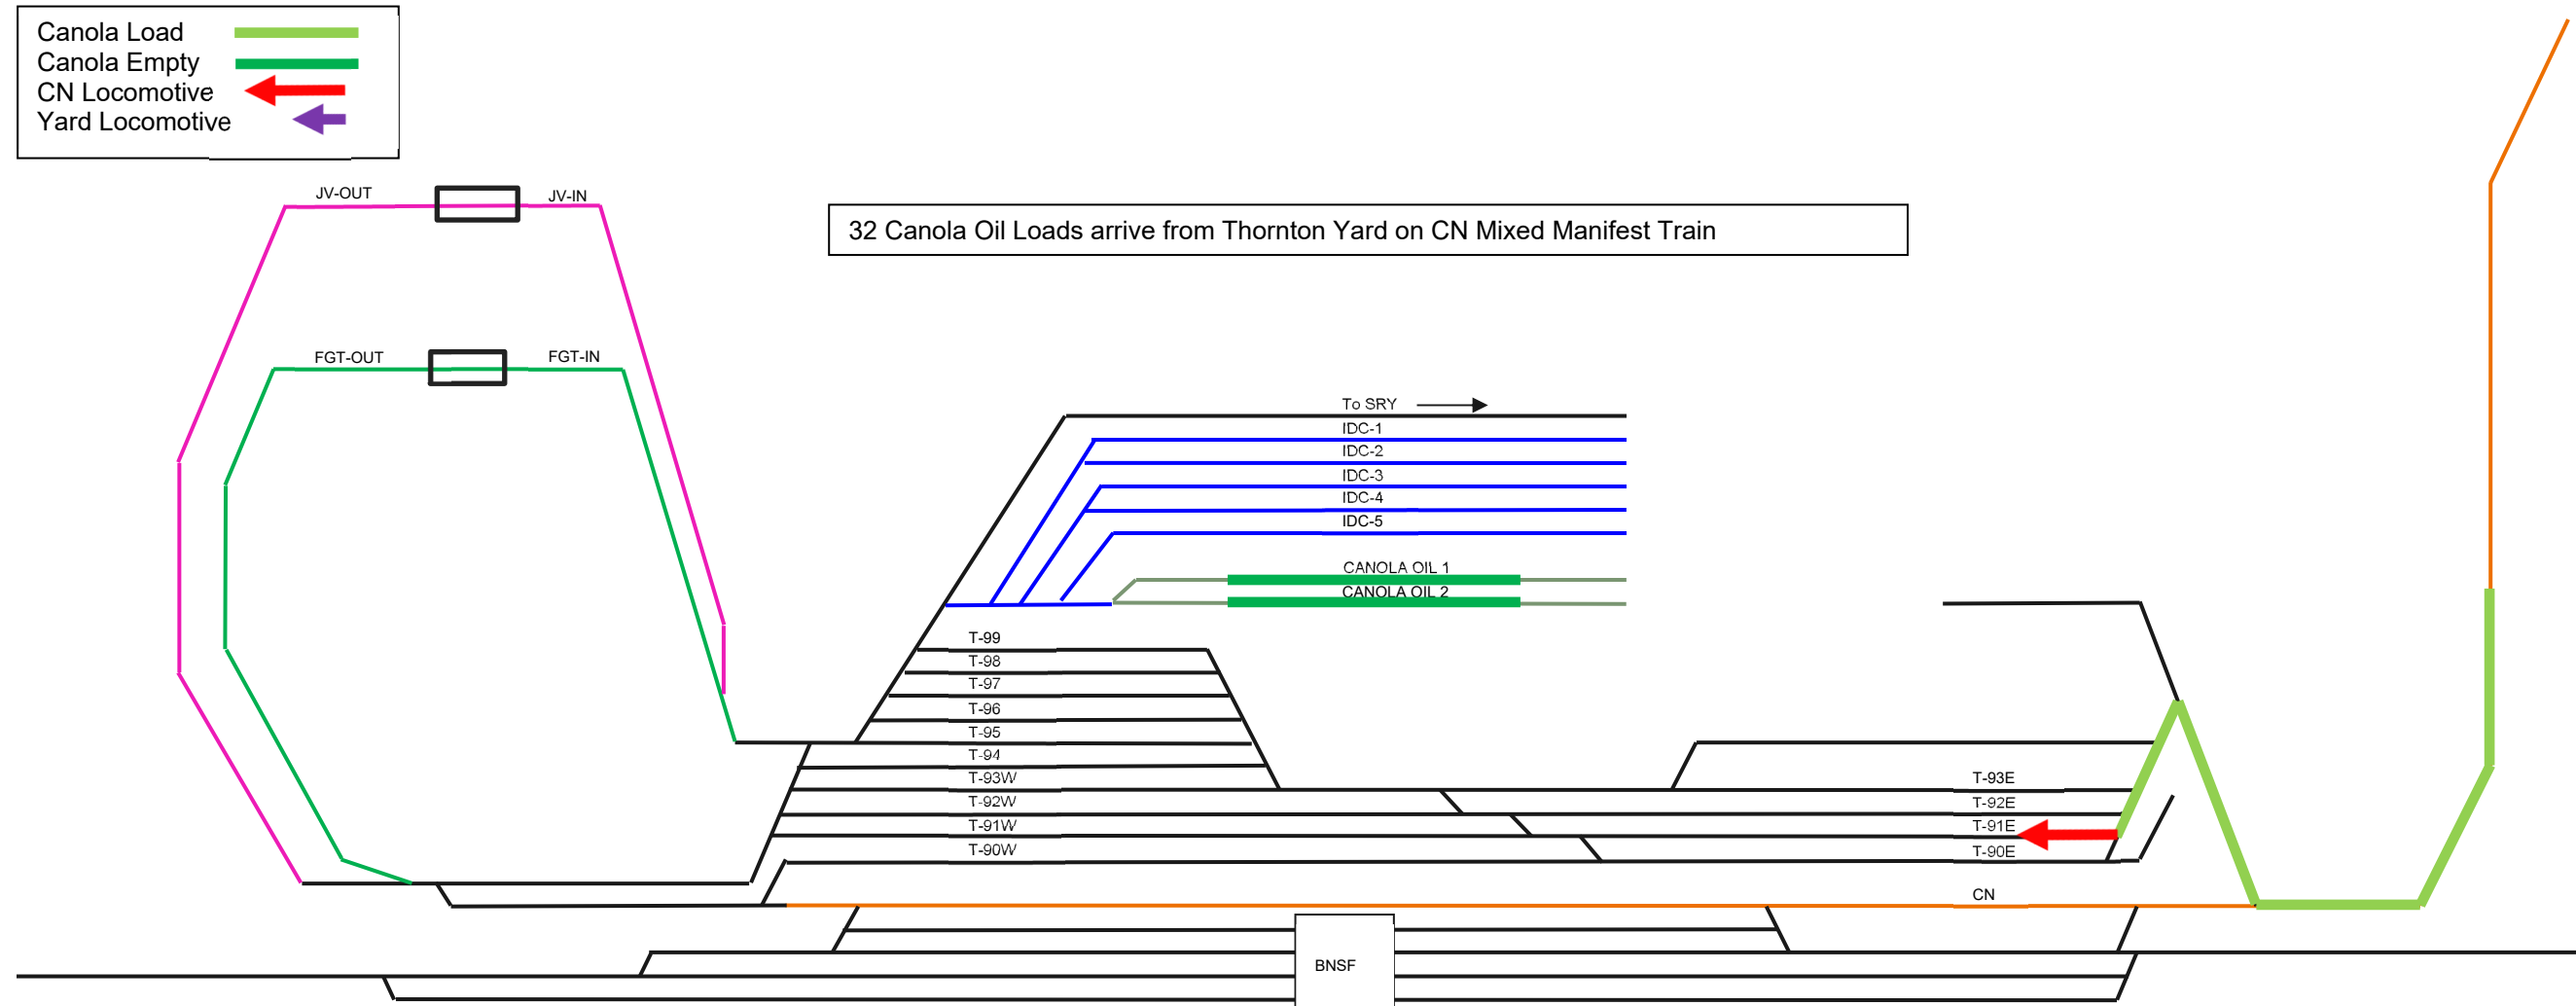 Canola Load
Canola Empty
CN Locomotive
Yard Locomotive
JV-OUT
JV-IN
32 Canola Oil Loads arrive from Thornton Yard on CN Mixed Manifest Train
FGT-OUT
FGT-IN
To SRY
IDC-1
IDC-2
IDC-3
IDC-4
IDC-5
CANOLA OIL 1
CANOLA OIL 2
T-99
T-98
T-97
T-96
T-95
T-94
T-93W
T-93E
T-92W
T-92E
T-91W
T-91E
T-90W
T-90E
CN
BNSF